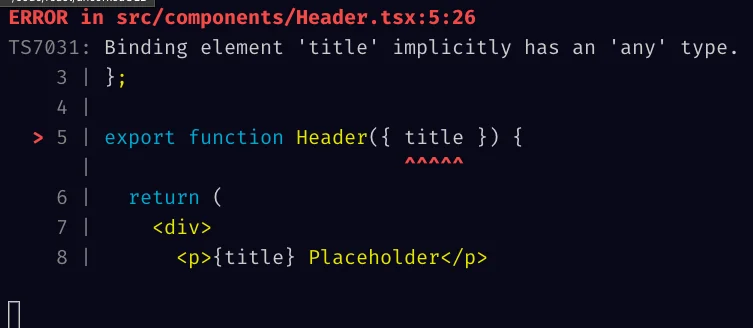 ERROR in src/components/Header.tsx:5:26
TS7031: Binding element 'title' implicitly has an 'any' type.
    3 | };
    4 |
  > 5 | export function Header({ title }) {
      |                          ^^^^^
    6 |   return (
    7 |     <div>
    8 |       <p>{title} Placeholder</p>